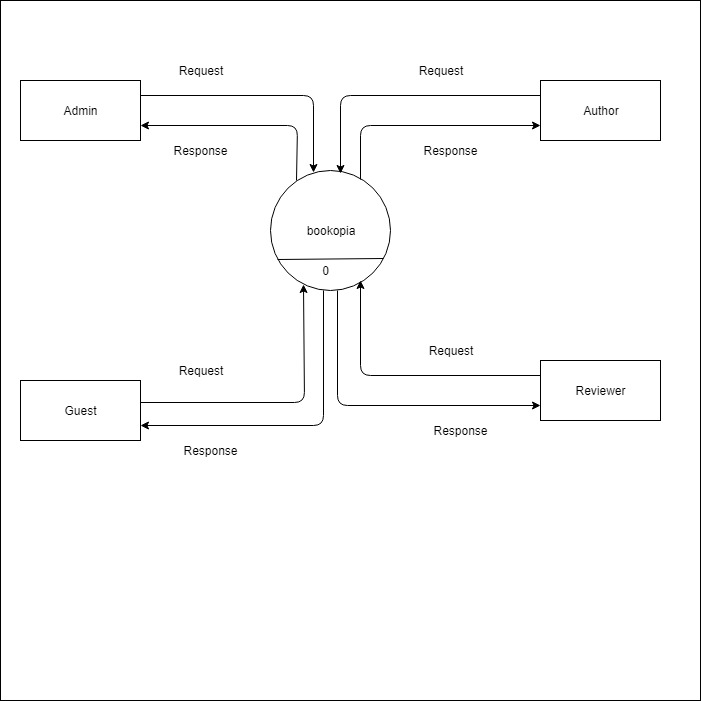 Request
Request
Admin
Author
Response
Response
bookopia
0
Request
Request
Reviewer
Guest
Response
Response